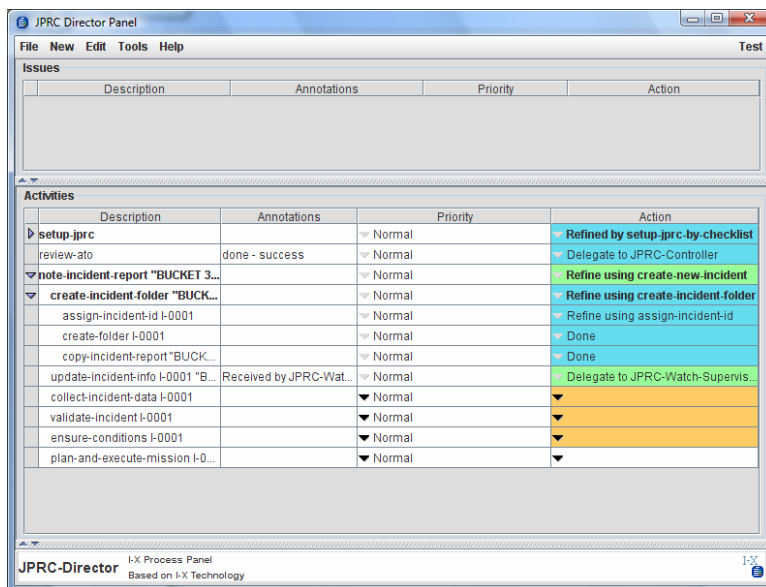 JPRC Director Panel
File New Edit Tools Help Test
Issues
Description Annotations Priority Action
Activities
Description Annotations Priority Action
setup-jprc Normal Refined by setup-jprc-by-checklist
review-ato done - success Normal Delegate to JPRC-Controller
note-incident-report "BUCKET 3... Normal Refine using create-new-incident
create-incident-folder "BUCK... Normal Refine using create-incident-folder
assign-incident-id I-0001 Normal Refine using assign-incident-id
create-folder I-0001 Normal Done
copy-incident-report "BUCK... Normal Done
update-incident-info I-0001 "B... Received by JPRC-Wat... Normal Delegate to JPRC-Watch-Supervis...
collect-incident-data I-0001 Normal
validate-incident I-0001 Normal
ensure-conditions I-0001 Normal
plan-and-execute-mission I-0... Normal
JPRC-Director
I-X Process Panel
Based on I-X Technology
I-X